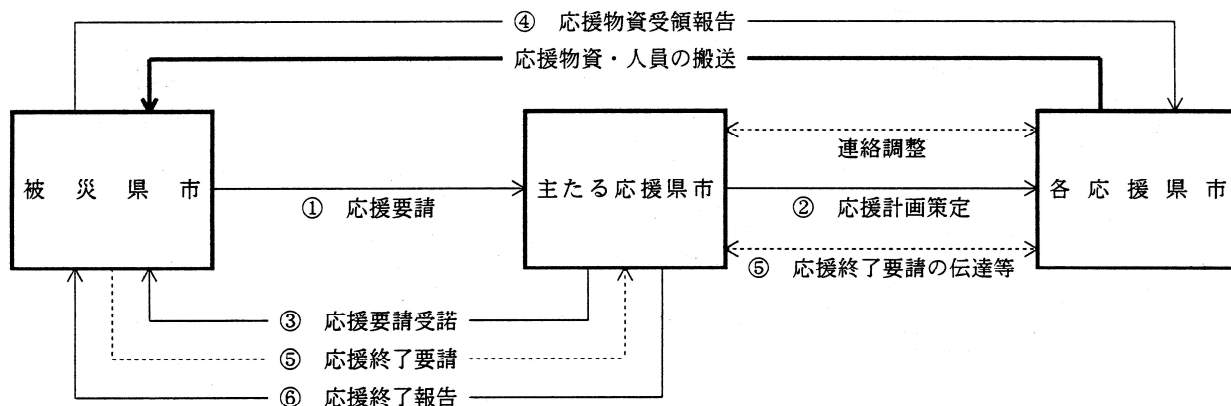 ④ 応援物資受領報告
応援物資・人員の搬送
連絡調整
被災県市
① 応援要請
主たる応援県市
② 応援計画策定
各応援県市
⑤ 応援終了要請の伝達等
③ 応援要請受諾
⑤ 応援終了要請
⑥ 応援終了報告